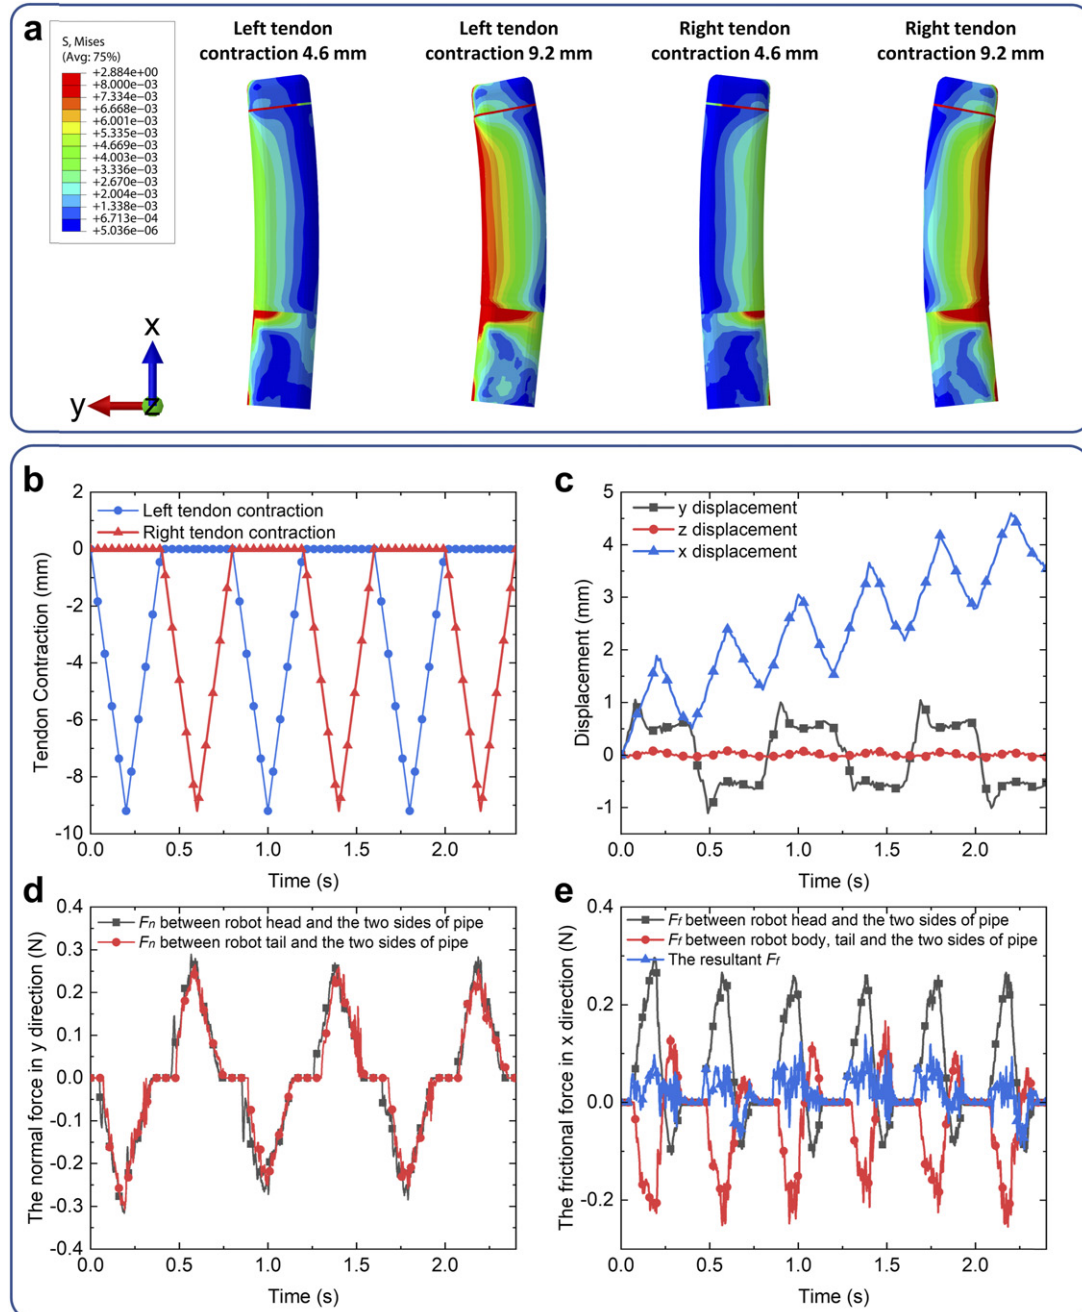 a
Left tendon
contraction 4.6 mm
Left tendon
contraction 9.2 mm
Right tendon
contraction 4.6 mm
Right tendon
contraction 9.2 mm
S, Mises
(Avg: 75%)
+2.884e+00
+8.000e−03
+7.334e−03
+6.668e−03
+6.001e−03
+5.335e−03
+4.669e−03
+4.003e−03
+3.336e−03
+2.670e−03
+2.004e−03
+1.338e−03
+6.713e−04
+5.036e−06
x
y
z
b
Tendon Contraction (mm)
2
0
-2
-4
-6
-8
-10
Left tendon contraction
Right tendon contraction
0.0 0.5 1.0 1.5 2.0
Time (s)
c
Displacement (mm)
5
4
3
2
1
0
-1
y displacement
z displacement
x displacement
0.0 0.5 1.0 1.5 2.0
Time (s)
d
The normal force in y direction (N)
0.4
0.3
0.2
0.1
0.0
-0.1
-0.2
-0.3
-0.4
Fn between robot head and the two sides of pipe
Fn between robot tail and the two sides of pipe
0.0 0.5 1.0 1.5 2.0
Time (s)
e
The frictional force in x direction (N)
0.4
0.2
0.0
-0.2
Ff between robot head and the two sides of pipe
Ff between robot body, tail and the two sides of pipe
The resultant Ff
0.0 0.5 1.0 1.5 2.0
Time (s)